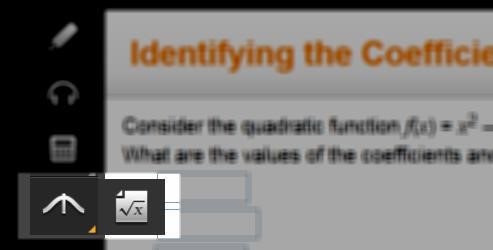 Identifying the Coefficie
Consider the quadratic function f(x) = x² –
What are the values of the coefficients an
√x